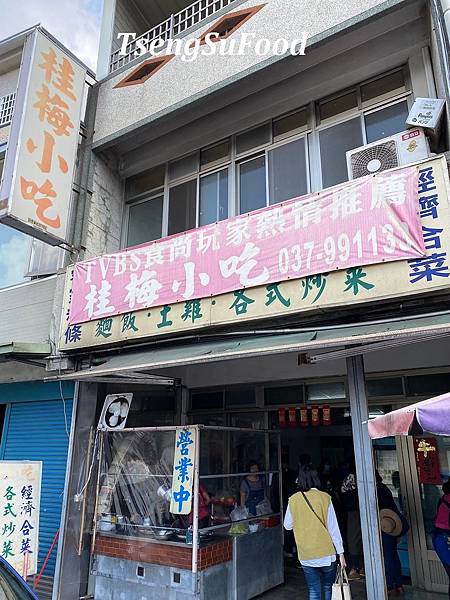 TsengSuFood
桂梅小吃
TVBS食尚玩家熱情推薦
桂梅小吃 037-991133
經濟合菜
條
麵飯·土雞·各式炒菜
營業中
經濟合菜
各式炒菜